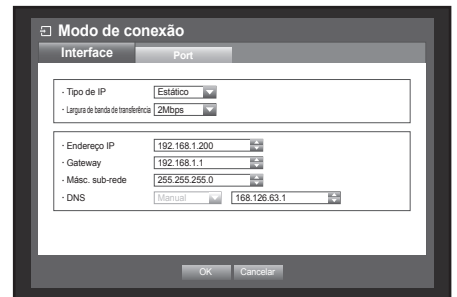 Modo de conexão
Interface Port
· Tipo de IP Estático
· Largura de banda de transferência 2Mbps
· Endereço IP 192.168.1.200
· Gateway 192.168.1.1
· Másc. sub-rede 255.255.255.0
· DNS Manual 168.126.63.1
OK Cancelar